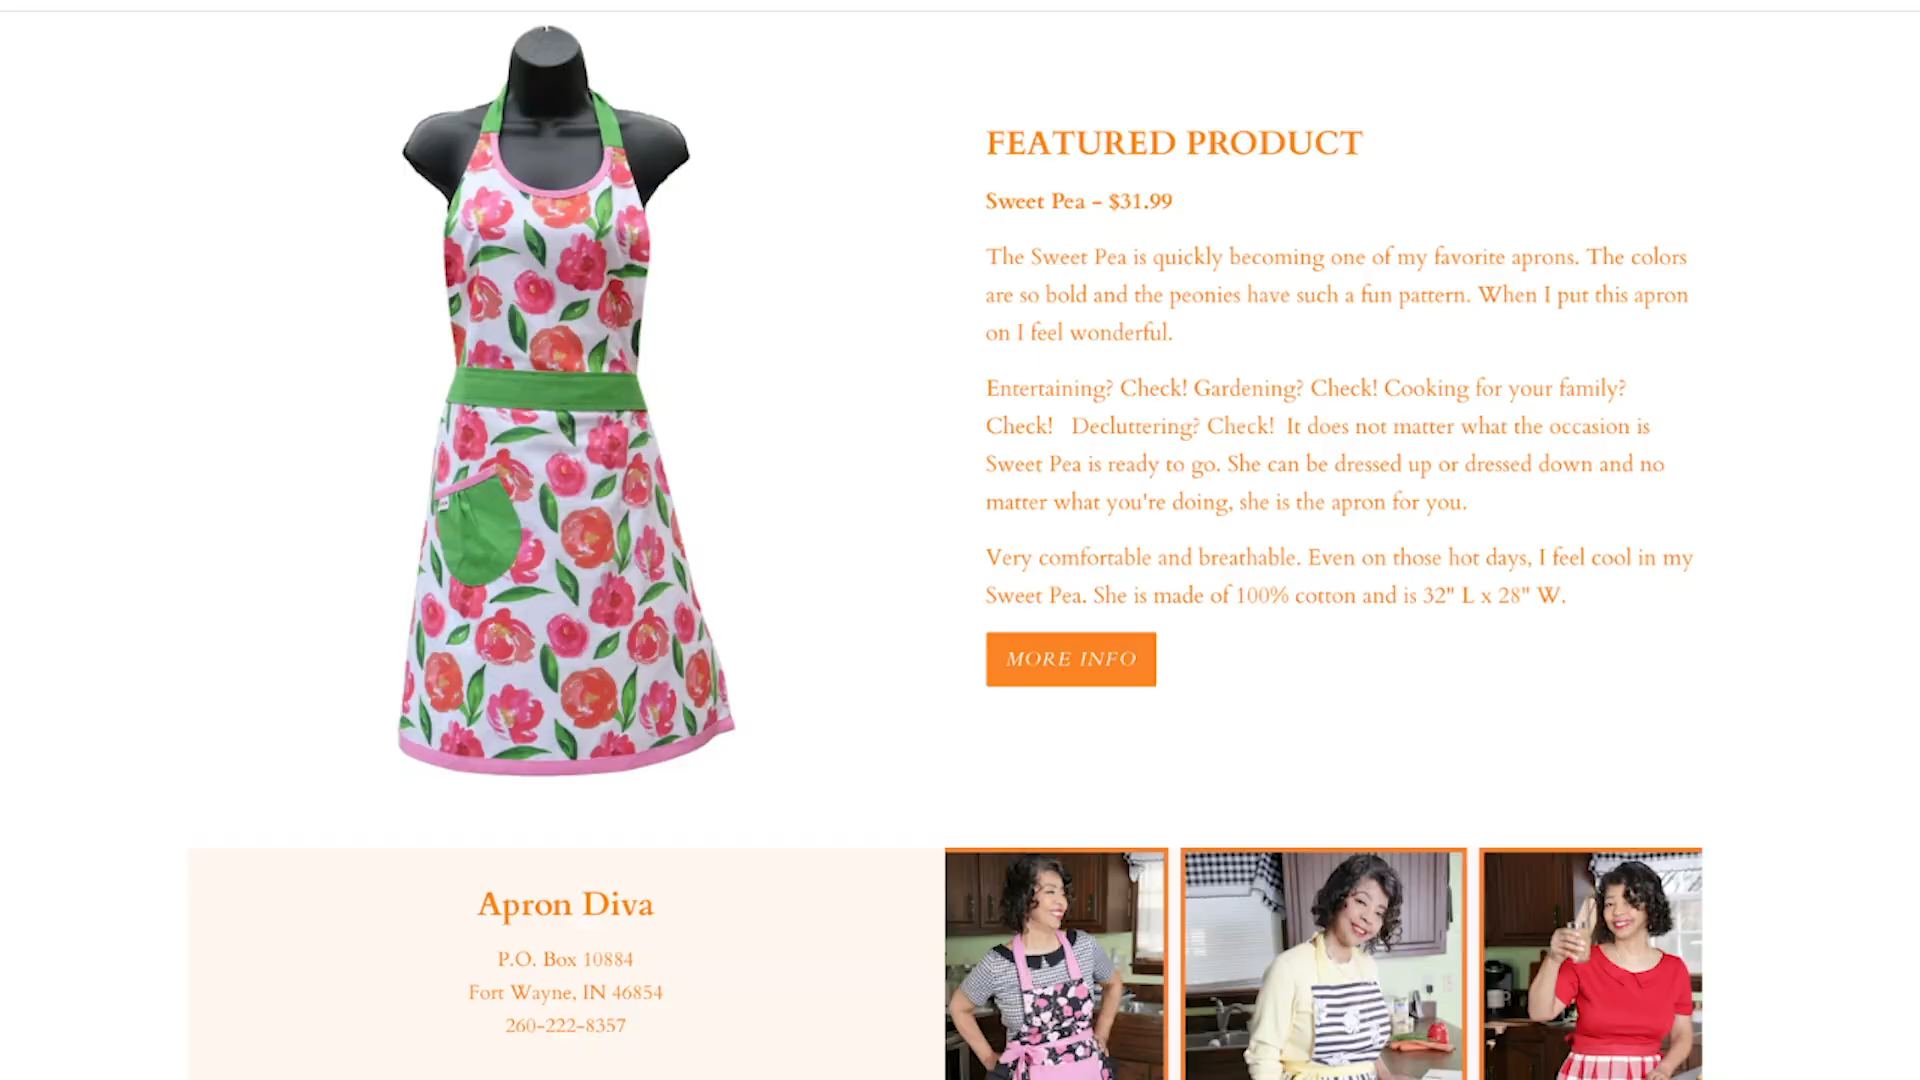 FEATURED PRODUCT
Sweet Pea - $31.99
The Sweet Pea is quickly becoming one of my favorite aprons. The colors
are so bold and the peonies have such a fun pattern. When I put this apron
on I feel wonderful.
Entertaining? Check! Gardening? Check! Cooking for your family?
Check!   Decluttering? Check!  It does not matter what the occasion is
Sweet Pea is ready to go. She can be dressed up or dressed down and no
matter what you're doing, she is the apron for you.
Very comfortable and breathable. Even on those hot days, I feel cool in my
Sweet Pea. She is made of 100% cotton and is 32" L x 28" W.
MORE INFO
Apron Diva
P.O. Box 10884
Fort Wayne, IN 46854
260-222-8357